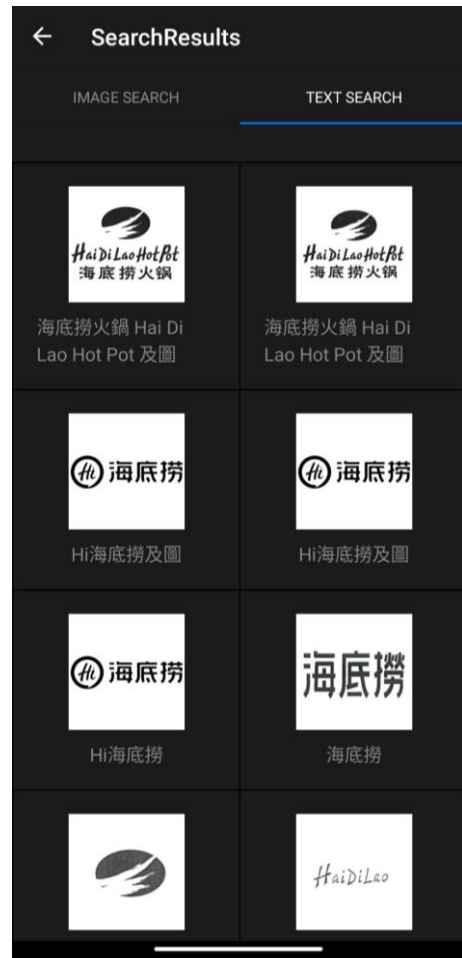 SearchResults
IMAGE SEARCH
TEXT SEARCH
HaiDiLaoHotPot
海底捞火锅
海底撈火鍋 Hai Di
Lao Hot Pot 及圖
HaiDiLaoHotPot
海底捞火锅
海底撈火鍋 Hai Di
Lao Hot Pot 及圖
Hi 海底捞
Hi海底撈及圖
Hi 海底捞
Hi海底撈及圖
Hi 海底捞
Hi海底撈
海底撈
海底撈
HaiDiLao